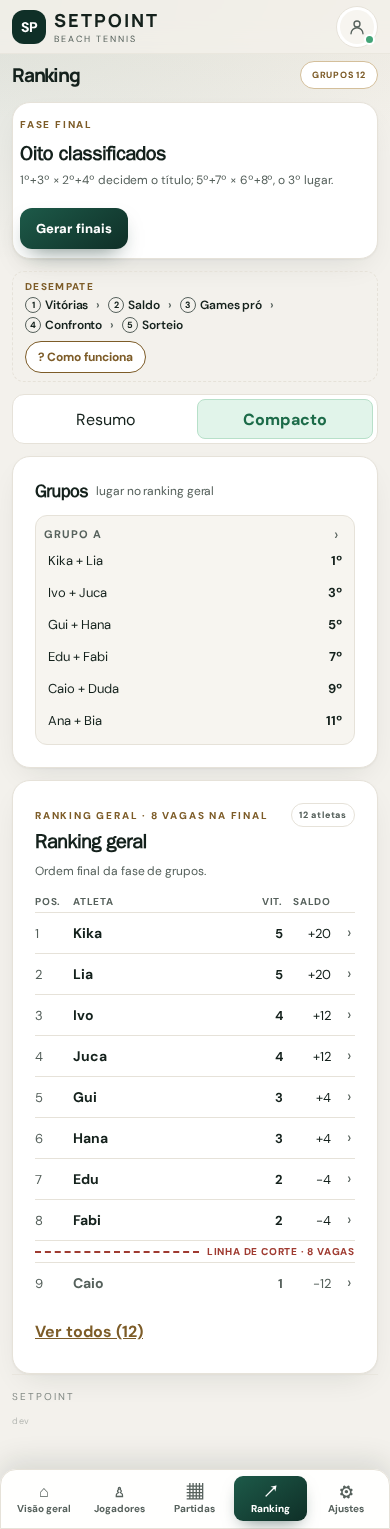 SP SETPOINT
BEACH TENNIS
Ranking GRUPOS 12
FASE FINAL
Oito classificados
1º+3º × 2º+4º decidem o título; 5º+7º × 6º+8º, o 3º lugar.
Gerar finais
DESEMPATE
1 Vitórias › 2 Saldo › 3 Games pró ›
4 Confronto › 5 Sorteio
? Como funciona
Resumo Compacto
Grupos lugar no ranking geral
GRUPO A ›
Kika + Lia 1º
Ivo + Juca 3º
Gui + Hana 5º
Edu + Fabi 7º
Caio + Duda 9º
Ana + Bia 11º
RANKING GERAL · 8 VAGAS NA FINAL 12 atletas
Ranking geral
Ordem final da fase de grupos.
POS. ATLETA VIT. SALDO
1 Kika 5 +20 ›
2 Lia 5 +20 ›
3 Ivo 4 +12 ›
4 Juca 4 +12 ›
5 Gui 3 +4 ›
6 Hana 3 +4 ›
7 Edu 2 -4 ›
8 Fabi 2 -4 ›
LINHA DE CORTE · 8 VAGAS
9 Caio 1 -12 ›
Ver todos (12)
SETPOINT
dev
Visão geral Jogadores Partidas Ranking Ajustes